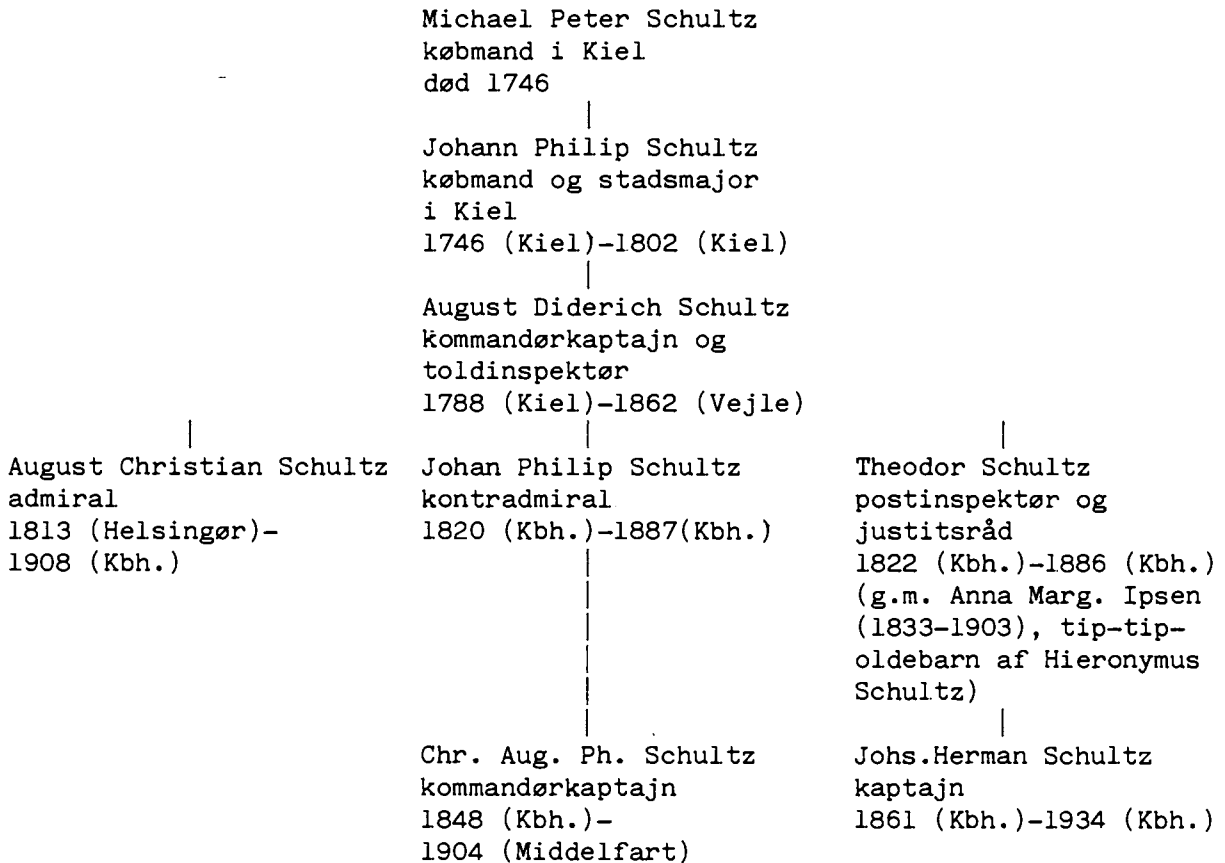 Michael Peter Schultz
købmand i Kiel
død 1746
Johann Philip Schultz
købmand og stadsmajor
i Kiel
1746 (Kiel)-1802 (Kiel)
August Diderich Schultz
kommandørkaptajn og
toldinspektør
1788 (Kiel)-1862 (Vejle)
August Christian Schultz
admiral
1813 (Helsingør)-
1908 (Kbh.)
Johan Philip Schultz
kontradmiral
1820 (Kbh.)-1887(Kbh.)
Theodor Schultz
postinspektør og
justitsråd
1822 (Kbh.)-1886 (Kbh.)
(g.m. Anna Marg. Ipsen
(1833-1903), tip-tip-
oldebarn af Hieronymus
Schultz)
Chr. Aug. Ph. Schultz
kommandørkaptajn
1848 (Kbh.)-
1904 (Middelfart)
Johs.Herman Schultz
kaptajn
1861 (Kbh.)-1934 (Kbh.)